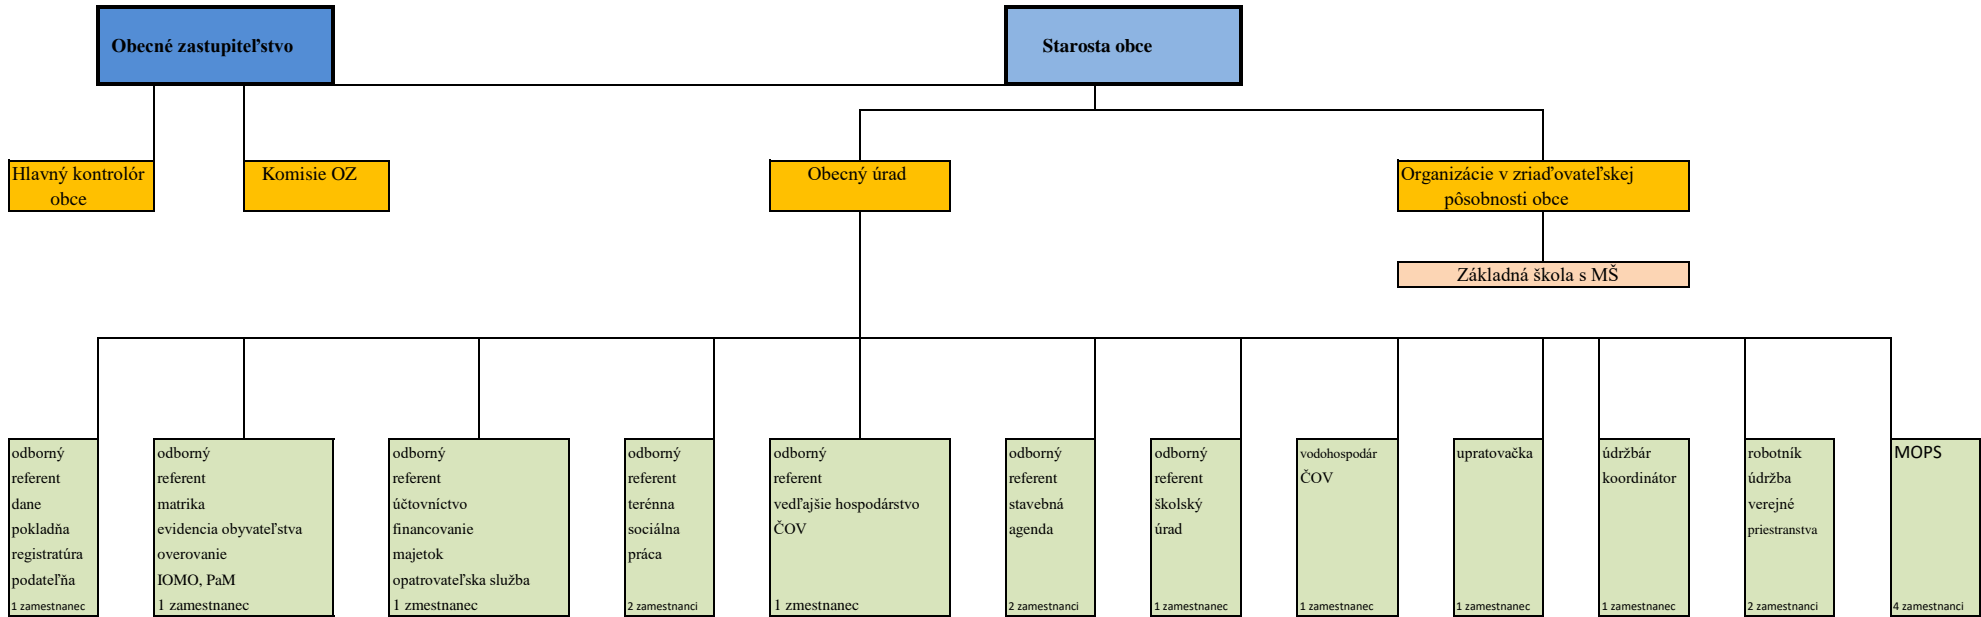 Obecné zastupiteľstvo
Starosta obce
Hlavný kontrolór
obce
Komisie OZ
Obecný úrad
Organizácie v zriaďovateľskej
pôsobnosti obce
Základná škola s MŠ
odborný
referent
dane
pokladňa
registratúra
podateľňa
1 zamestnanec
odborný
referent
matrika
evidencia obyvateľstva
overovanie
IOMO, PaM
1 zamestnanec
odborný
referent
účtovníctvo
financovanie
majetok
opatrovateľska služba
1 zmestnanec
odborný
referent
terénna
sociálna
práca
2 zamestnanci
odborný
referent
vedľajšie hospodárstvo
ČOV
1 zmestnanec
odborný
referent
stavebná
agenda
2 zamestnanci
odborný
referent
školský
úrad
1 zamestnanec
vodohospodár
ČOV
1 zamestnanec
upratovačka
1 zamestnanec
údržbár
koordinátor
1 zamestnanec
robotník
údržba
verejné
priestranstva
2 zamestnanci
MOPS
4 zamestnanci